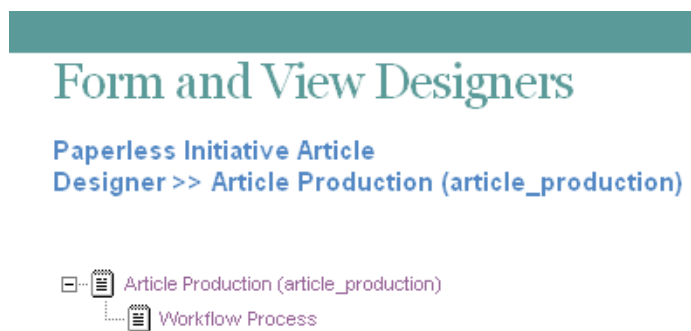 Form and View Designers
Paperless Initiative Article
Designer >> Article Production (article_production)
Article Production (article_production)
Workflow Process